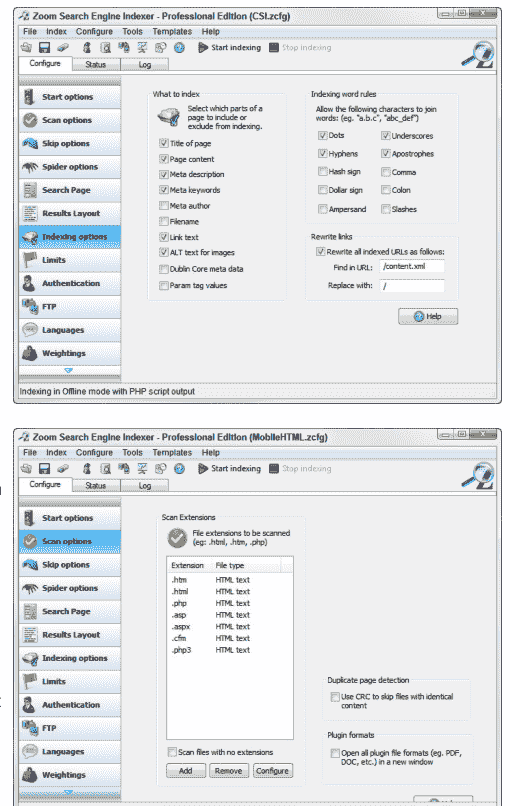 Zoom Search Engine Indexer - Professional Edition (CSI.zcfg)
File Index Configure Tools Templates Help
Start indexing Stop indexing
Configure Status Log
Start options
Scan options
Skip options
Spider options
Search Page
Results Layout
Indexing options
Limits
Authentication
FTP
Languages
Weightings
What to index
Select which parts of a
page to include or
exclude from indexing.
Title of page
Page content
Meta description
Meta keywords
Meta author
Filename
Link text
ALT text for images
Dublin Core meta data
Param tag values
Indexing word rules
Allow the following characters to join
words: (eg. "a.b.c", "abc_def")
Dots Underscores
Hyphens Apostrophes
Hash sign Comma
Dollar sign Colon
Ampersand Slashes
Rewrite links
Rewrite all indexed URLs as follows:
Find in URL: /content.xml
Replace with: /
Help
Indexing in Offline mode with PHP script output
Zoom Search Engine Indexer - Professional Edition (MobileHTML.zcfg)
File Index Configure Tools Templates Help
Start indexing Stop indexing
Configure Status Log
Start options
Scan options
Skip options
Spider options
Search Page
Results Layout
Indexing options
Limits
Authentication
FTP
Languages
Weightings
Scan Extensions
File extensions to be scanned
(eg: .html, .htm, .php)
Extension File type
.htm HTML text
.html HTML text
.php HTML text
.asp HTML text
.aspx HTML text
.cfm HTML text
.php3 HTML text
Scan files with no extensions
Add Remove Configure
Duplicate page detection
Use CRC to skip files with identical
content
Plugin formats
Open all plugin file formats (eg. PDF,
DOC, etc.) in a new window